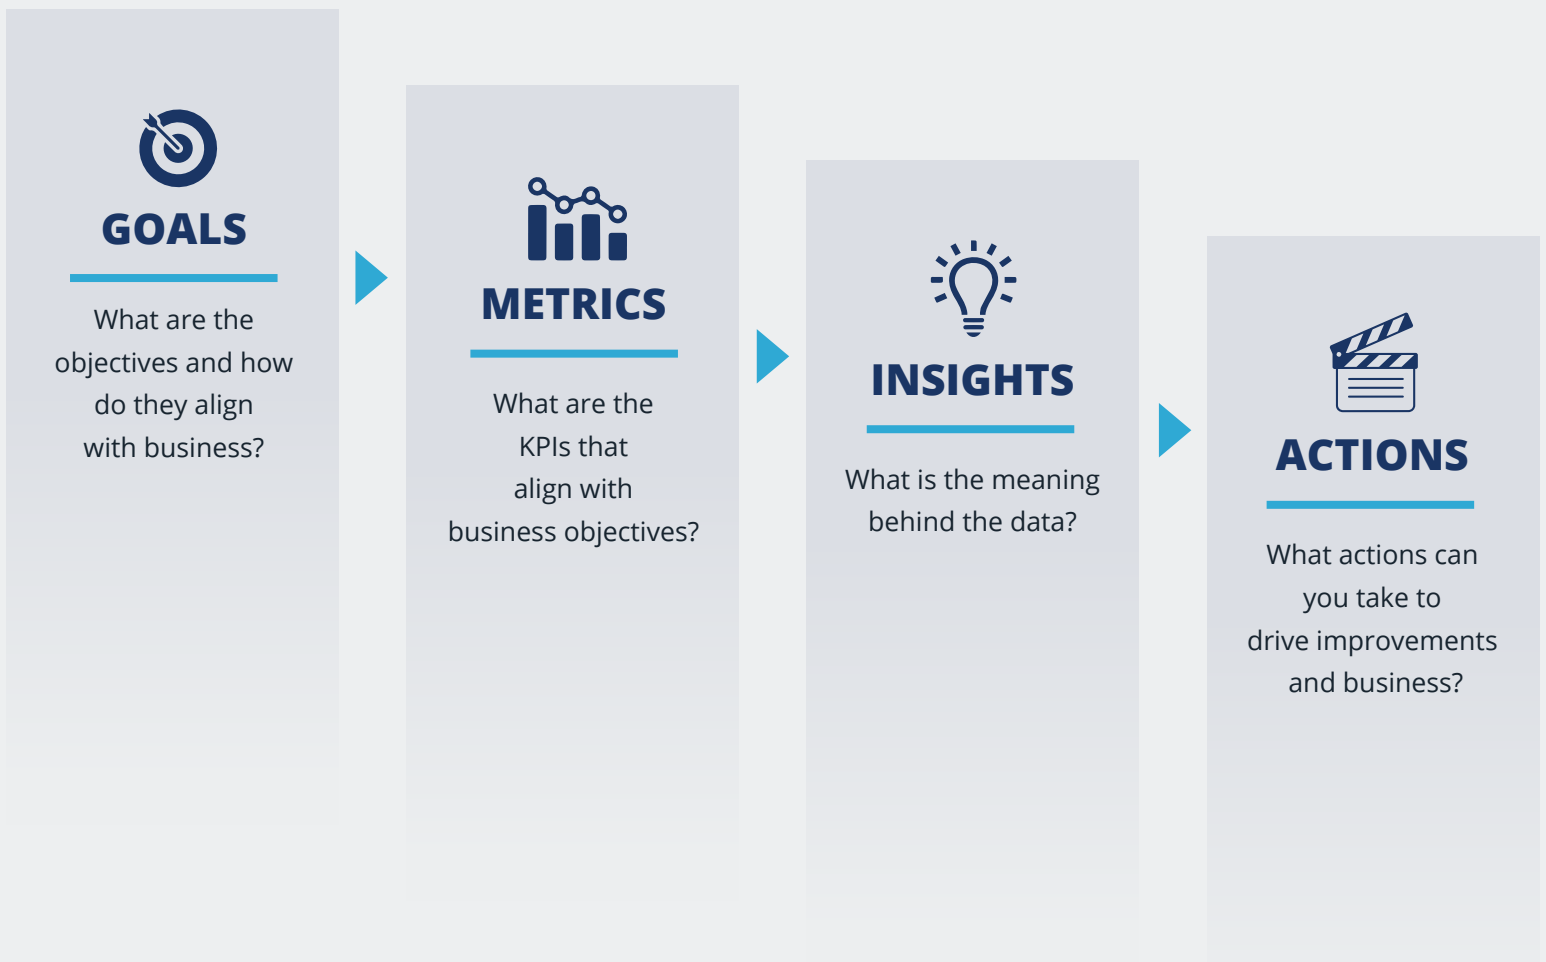 GOALS
What are the
objectives and how
do they align
with business?
METRICS
What are the
KPIs that
align with
business objectives?
INSIGHTS
What is the meaning
behind the data?
ACTIONS
What actions can
you take to
drive improvements
and business?